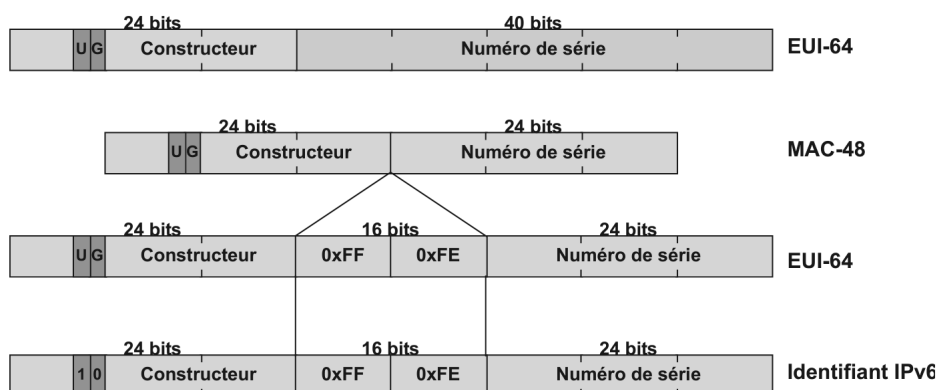 24 bits 40 bits
U G Constructeur Numéro de série EUI-64
24 bits 24 bits
U G Constructeur Numéro de série MAC-48
24 bits 16 bits 24 bits
U G Constructeur 0xFF 0xFE Numéro de série EUI-64
24 bits 16 bits 24 bits
1 0 Constructeur 0xFF 0xFE Numéro de série Identifiant IPv6